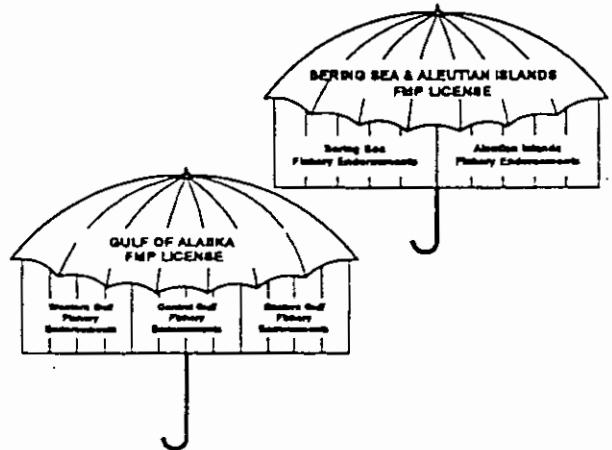 BERING SEA & ALEUTIAN ISLANDS
FMP LICENSE
Bering Sea
Fishery Endorsements
Aleutian Islands
Fishery Endorsements
GULF OF ALASKA
FMP LICENSE
Western Gulf
Fishery
Endorsements
Central Gulf
Fishery
Endorsements
Eastern Gulf
Fishery
Endorsements